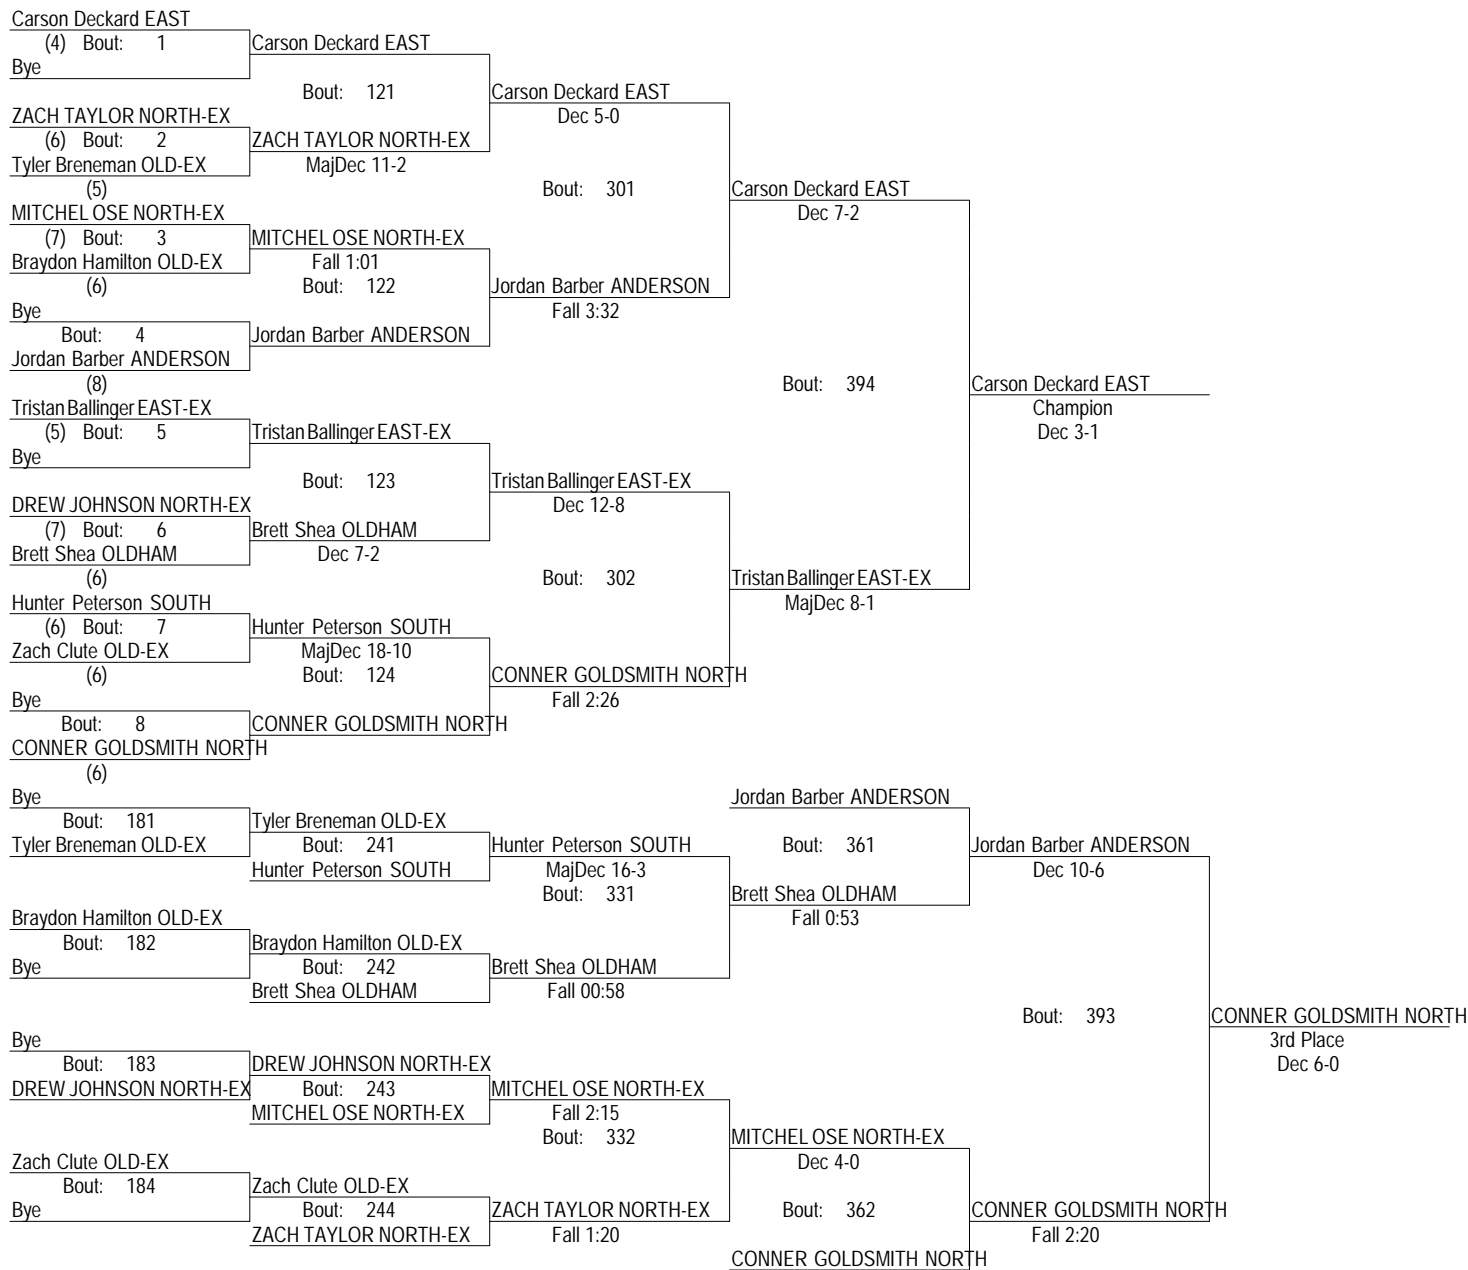 Carson Deckard EAST
(4) Bout: 1 Carson Deckard EAST
Bye
Bout: 121 Carson Deckard EAST
ZACH TAYLOR NORTH-EX Dec 5-0
(6) Bout: 2 ZACH TAYLOR NORTH-EX
Tyler Breneman OLD-EX MajDec 11-2
(5) Bout: 301 Carson Deckard EAST
MITCHEL OSE NORTH-EX Dec 7-2
(7) Bout: 3 MITCHEL OSE NORTH-EX
Braydon Hamilton OLD-EX Fall 1:01
(6) Bout: 122 Jordan Barber ANDERSON
Bye Fall 3:32
Bout: 4 Jordan Barber ANDERSON
Jordan Barber ANDERSON
(8) Bout: 394 Carson Deckard EAST
Tristan Ballinger EAST-EX Champion
(5) Bout: 5 Tristan Ballinger EAST-EX Dec 3-1
Bye
Bout: 123 Tristan Ballinger EAST-EX
DREW JOHNSON NORTH-EX Dec 12-8
(7) Bout: 6 Brett Shea OLDHAM
Brett Shea OLDHAM Dec 7-2
(6) Bout: 302 Tristan Ballinger EAST-EX
Hunter Peterson SOUTH MajDec 8-1
(6) Bout: 7 Hunter Peterson SOUTH
Zach Clute OLD-EX MajDec 18-10
(6) Bout: 124 CONNER GOLDSMITH NORTH
Bye Fall 2:26
Bout: 8 CONNER GOLDSMITH NORTH
CONNER GOLDSMITH NORTH
(6)
Bye Jordan Barber ANDERSON
Bout: 181 Tyler Breneman OLD-EX
Tyler Breneman OLD-EX Bout: 241 Hunter Peterson SOUTH Bout: 361 Jordan Barber ANDERSON
Hunter Peterson SOUTH MajDec 16-3 Dec 10-6
Bout: 331 Brett Shea OLDHAM
Braydon Hamilton OLD-EX Fall 0:53
Bout: 182 Braydon Hamilton OLD-EX
Bye Bout: 242 Brett Shea OLDHAM
Brett Shea OLDHAM Fall 00:58
Bout: 393 CONNER GOLDSMITH NORTH
Bye 3rd Place
Bout: 183 DREW JOHNSON NORTH-EX Dec 6-0
DREW JOHNSON NORTH-EX Bout: 243 MITCHEL OSE NORTH-EX
MITCHEL OSE NORTH-EX Fall 2:15
Bout: 332 MITCHEL OSE NORTH-EX
Zach Clute OLD-EX Dec 4-0
Bout: 184 Zach Clute OLD-EX
Bye Bout: 244 ZACH TAYLOR NORTH-EX Bout: 362 CONNER GOLDSMITH NORTH
ZACH TAYLOR NORTH-EX Fall 1:20 Fall 2:20
CONNER GOLDSMITH NORTH